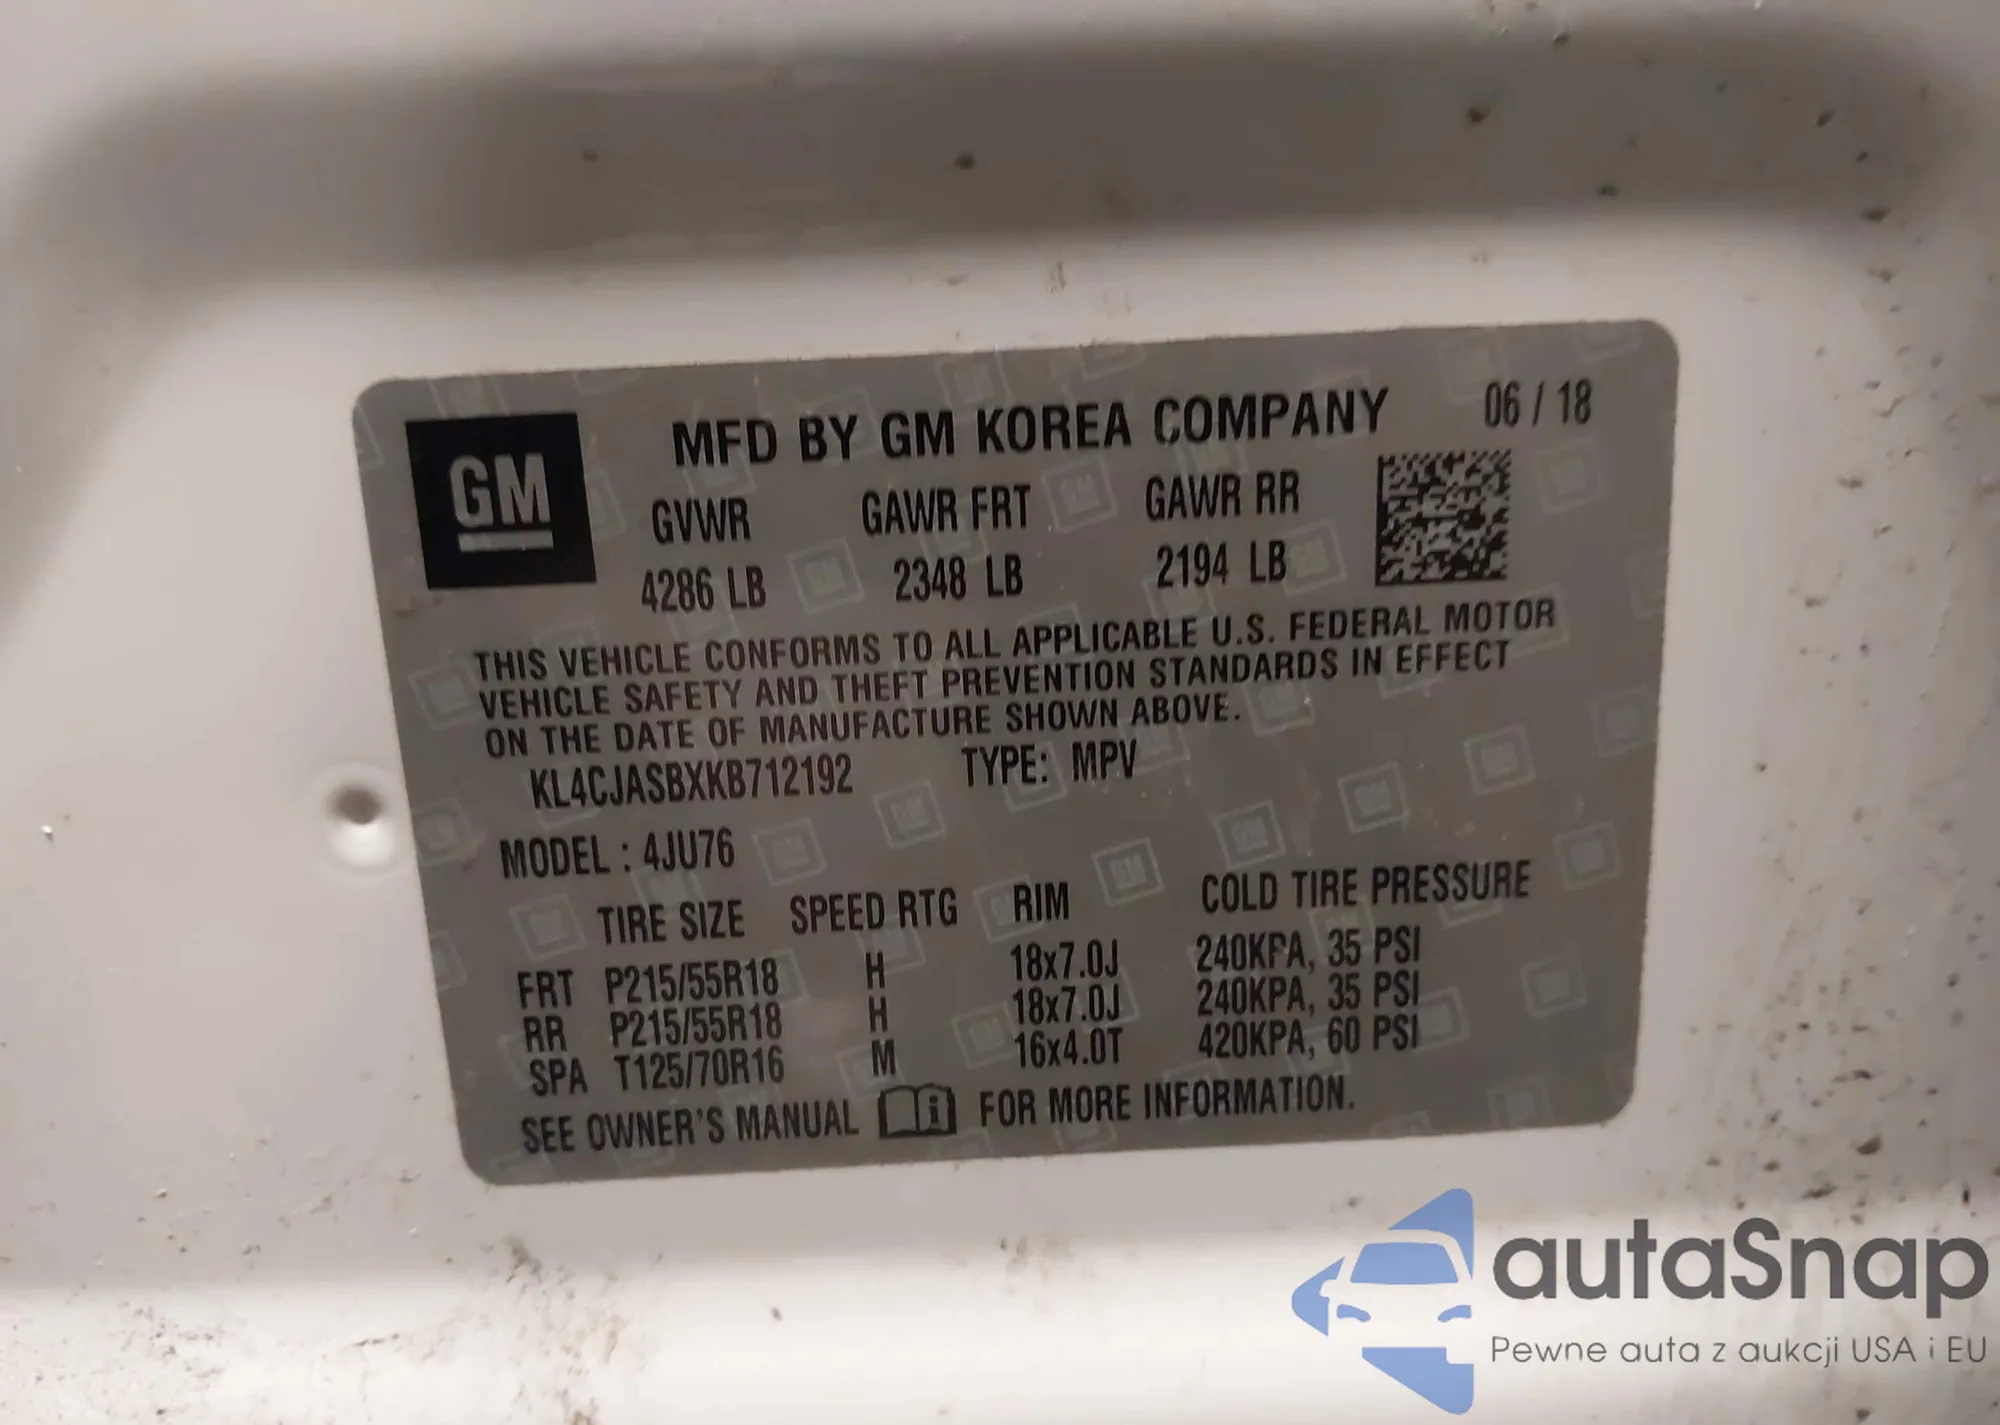 GM
MFD BY GM KOREA COMPANY 06 / 18
GVWR GAWR FRT GAWR RR
4286 LB 2348 LB 2194 LB
THIS VEHICLE CONFORMS TO ALL APPLICABLE U.S. FEDERAL MOTOR
VEHICLE SAFETY AND THEFT PREVENTION STANDARDS IN EFFECT
ON THE DATE OF MANUFACTURE SHOWN ABOVE.
KL4CJASBXKB712192 TYPE: MPV
MODEL : 4JU76
TIRE SIZE SPEED RTG RIM COLD TIRE PRESSURE
FRT P215/55R18 H 18x7.0J 240KPA, 35 PSI
RR P215/55R18 H 18x7.0J 240KPA, 35 PSI
SPA T125/70R16 M 16x4.0T 420KPA, 60 PSI
SEE OWNER'S MANUAL FOR MORE INFORMATION.
autaSnap
Pewne auta z aukcji USA i EU